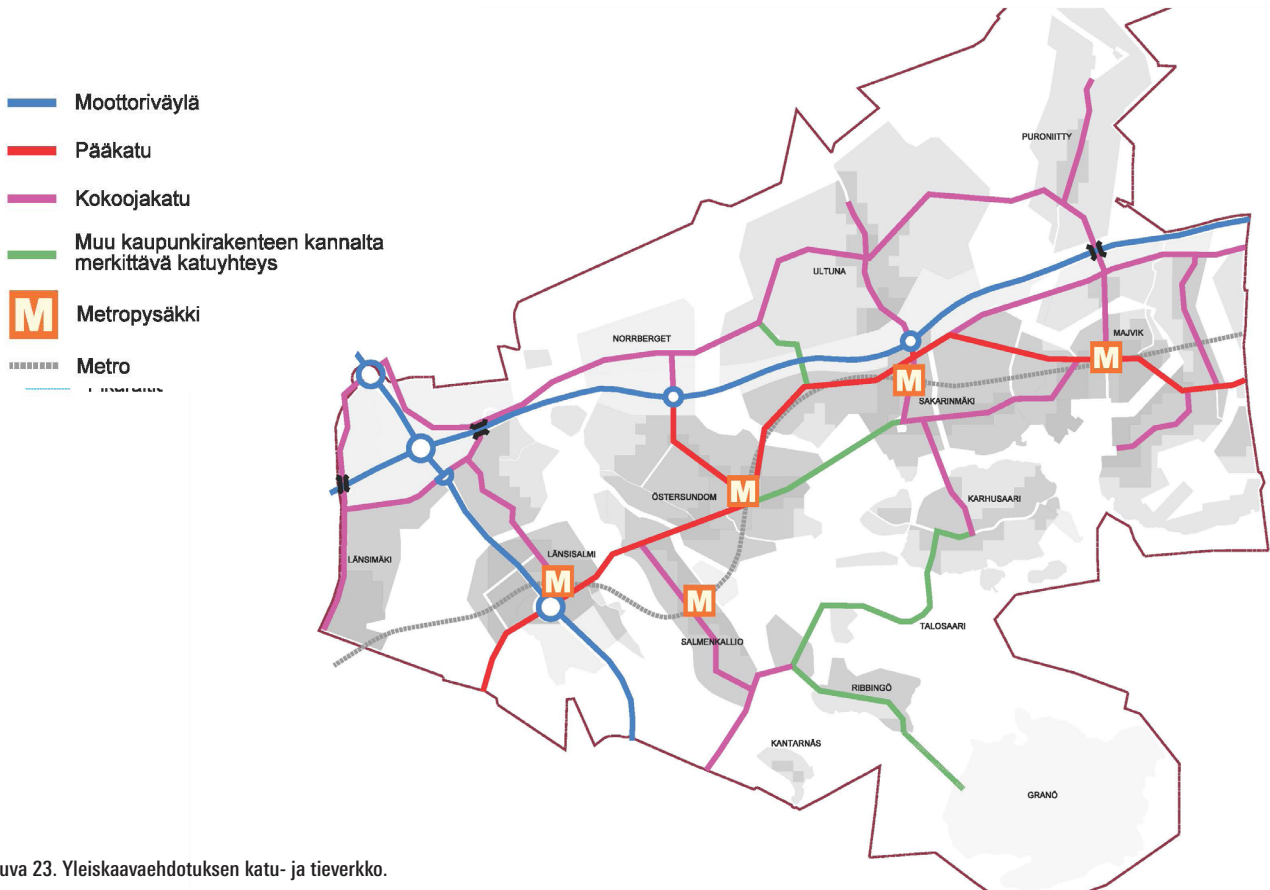 Moottoriväylä
Pääkatu
Kokoojakatu
Muu kaupunkirakenteen kannalta
merkittävä katuyhteys
M Metropysäkki
Metro
PURONIITTY
ULTUNA
NORRBERGET
MAJVIK
M
M
SAKARINMÄKI
M
ÖSTERSUNDOM
KARHUSAARI
LÄNSIMÄKI
LÄNSISALMI
M
M
SALMENKALLIO
TALOSAARI
RIBBINGÖ
KANTARNÄS
GRANÖ
uva 23. Yleiskaavaehdotuksen katu- ja tieverkko.